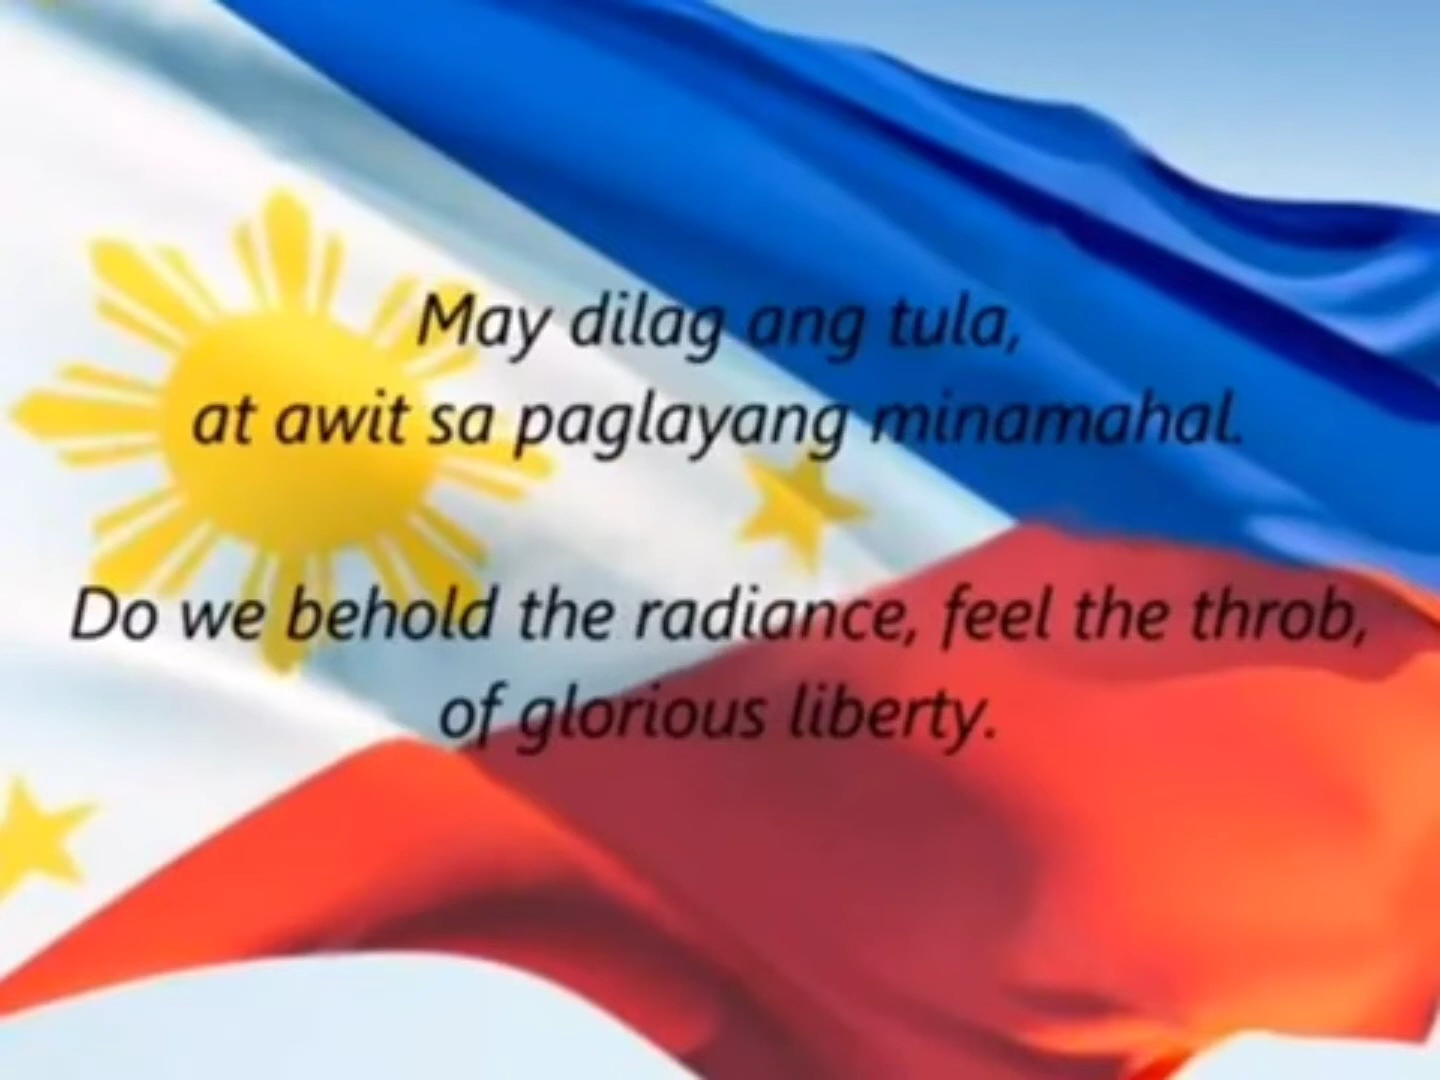 May dilag ang tula,
at awit sa paglayang minamahal.
Do we behold the radiance, feel the throb,
of glorious liberty.